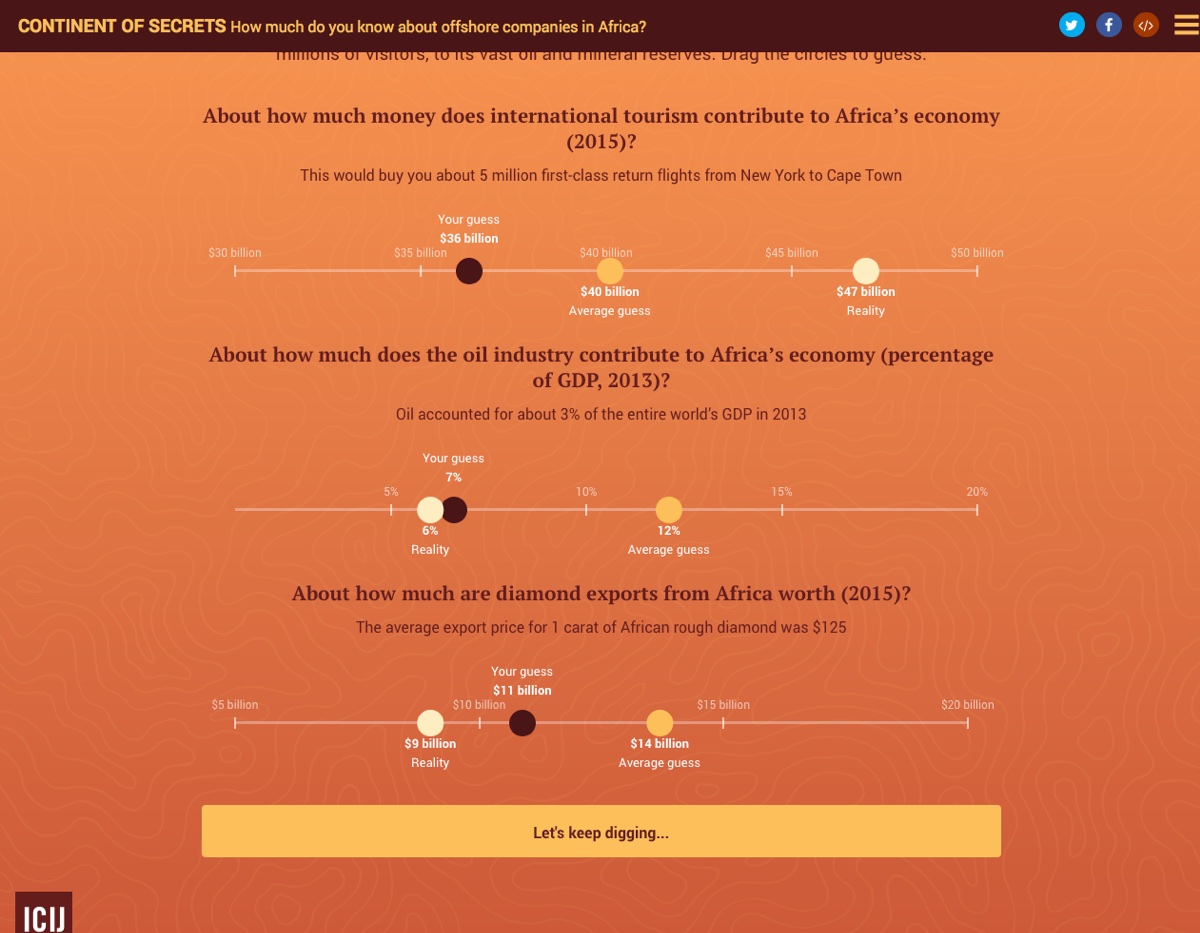 CONTINENT OF SECRETS How much do you know about offshore companies in Africa?
millions of visitors, to its vast oil and mineral reserves. Drag the circles to guess.
About how much money does international tourism contribute to Africa’s economy
(2015)?
This would buy you about 5 million first-class return flights from New York to Cape Town
Your guess
$36 billion
$30 billion $35 billion $40 billion $45 billion $50 billion
$40 billion $47 billion
Average guess Reality
About how much does the oil industry contribute to Africa’s economy (percentage
of GDP, 2013)?
Oil accounted for about 3% of the entire world’s GDP in 2013
Your guess
7%
5% 10% 15% 20%
6% 12%
Reality Average guess
About how much are diamond exports from Africa worth (2015)?
The average export price for 1 carat of African rough diamond was $125
Your guess
$11 billion
$5 billion $10 billion $15 billion $20 billion
$9 billion $14 billion
Reality Average guess
Let's keep digging...
ICIJ